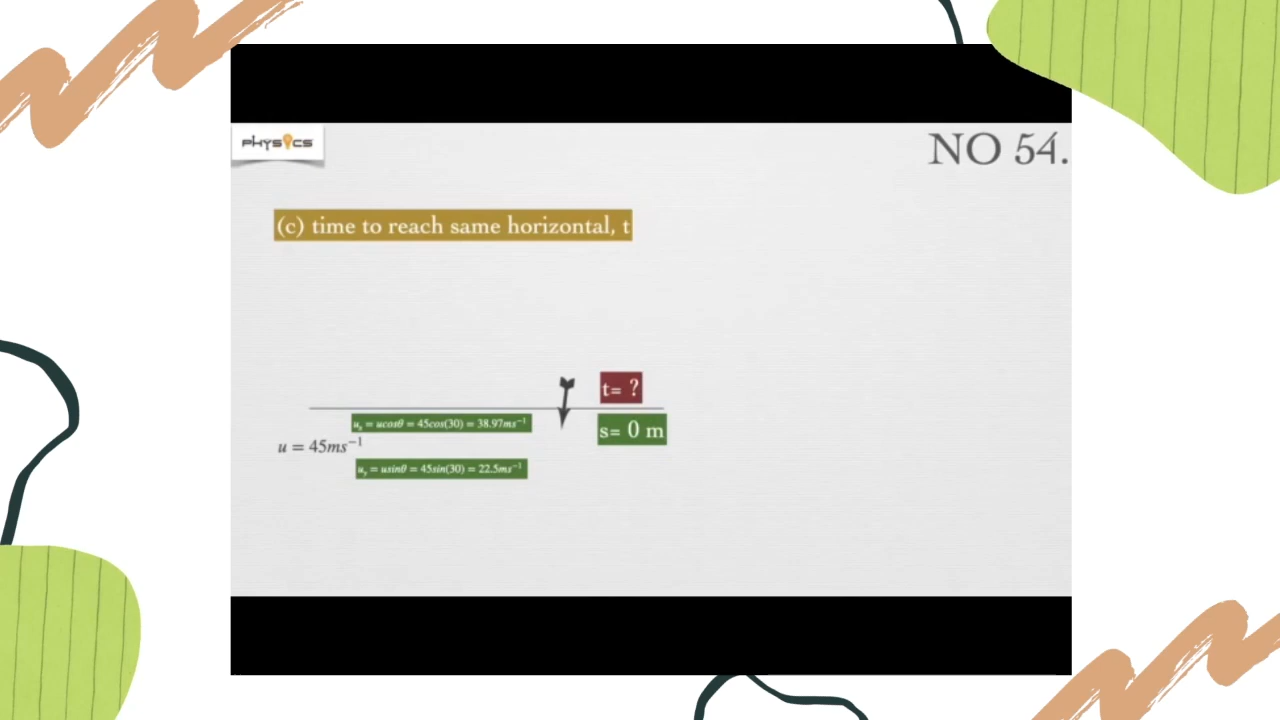 PHYSICS
NO 54.
(c) time to reach same horizontal, t
t= ?
uₓ = ucosθ = 45cos(30) = 38.97ms⁻¹
s= 0 m
u = 45ms⁻¹
uᵧ = usinθ = 45sin(30) = 22.5ms⁻¹